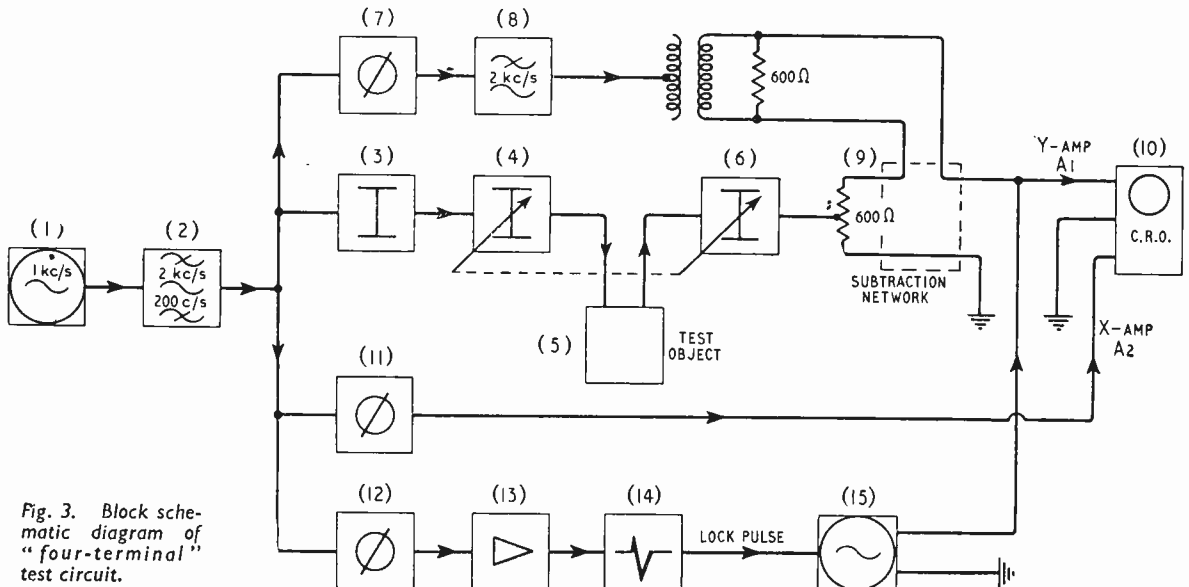 (7)
(8)
2 kc/s
600 Ω
(3)
(4)
(6)
(9)
600 Ω
Y-AMP
A1
(10)
C.R.O.
(1)
1 kc/s
(2)
2 kc/s
200 c/s
SUBTRACTION
NETWORK
(5)
TEST
OBJECT
X-AMP
A2
(11)
(12)
(13)
(14)
LOCK PULSE
(15)
Fig. 3. Block sche-
matic diagram of
"four-terminal"
test circuit.